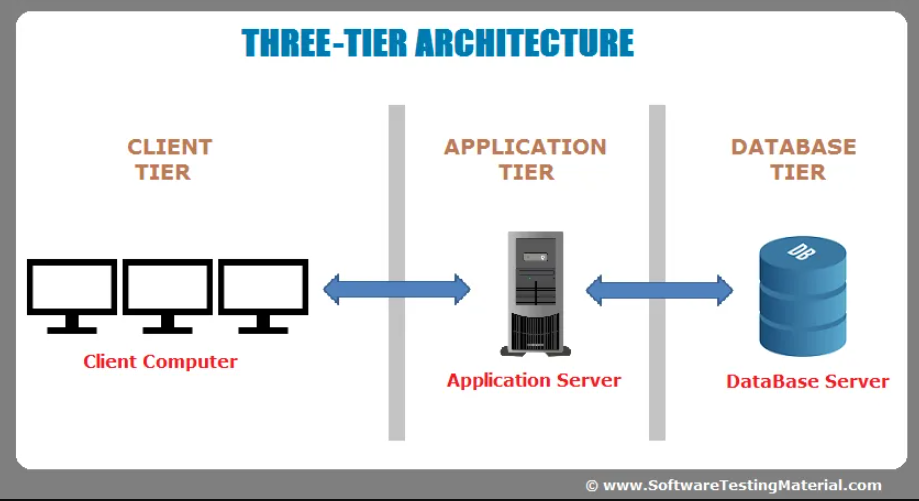 THREE-TIER ARCHITECTURE
CLIENT
TIER
APPLICATION
TIER
DATABASE
TIER
DB
Client Computer
Application Server
DataBase Server
© www.SoftwareTestingMaterial.com